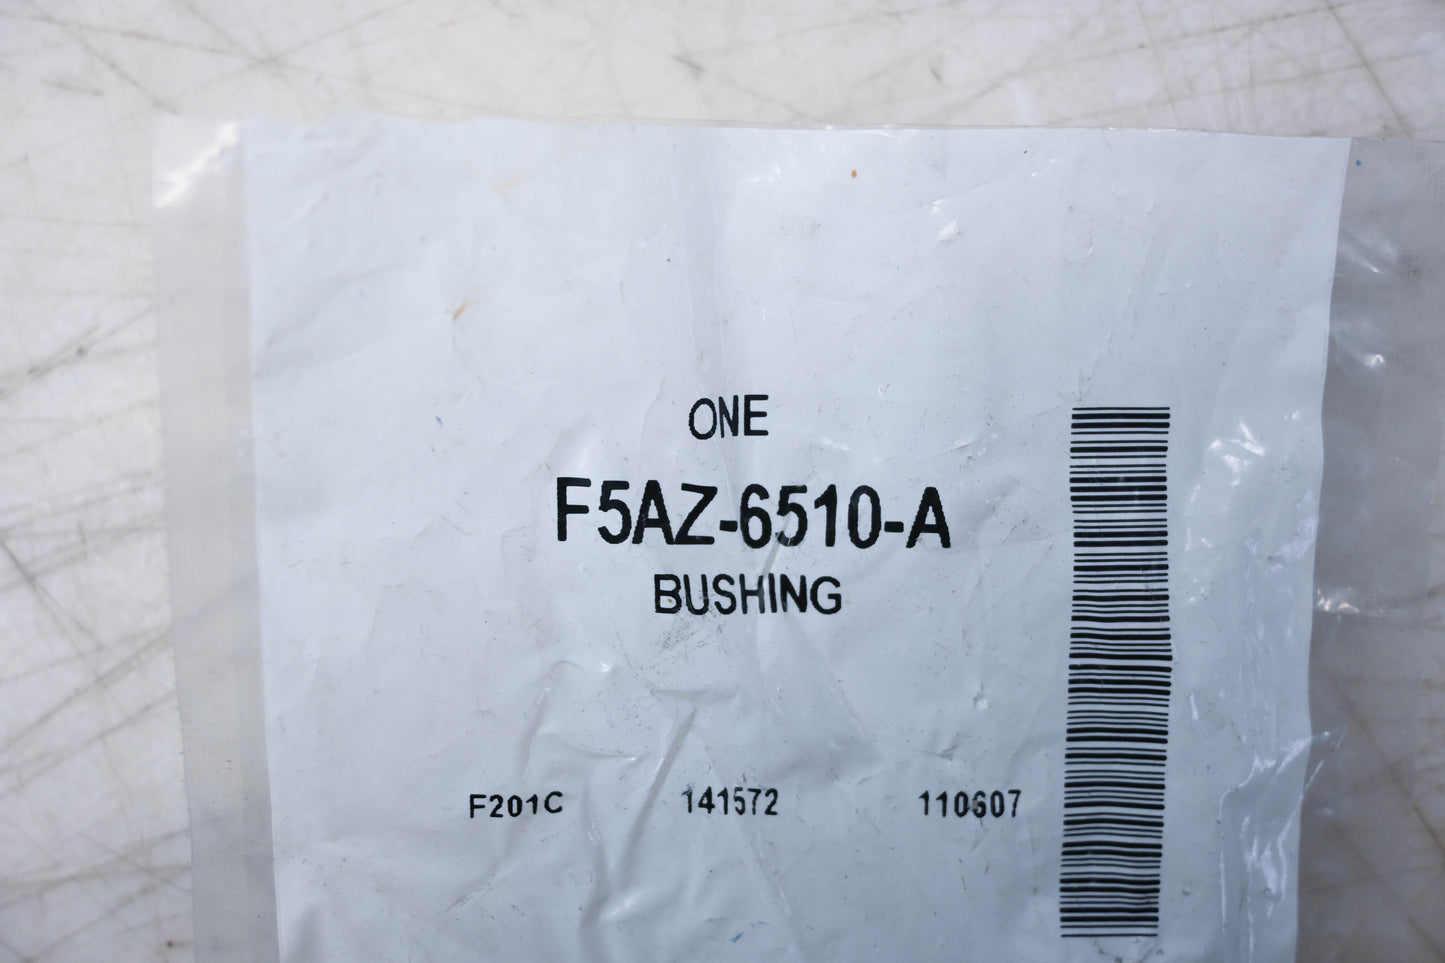 ONE
F5AZ-6510-A
BUSHING
F201C 141572 110607